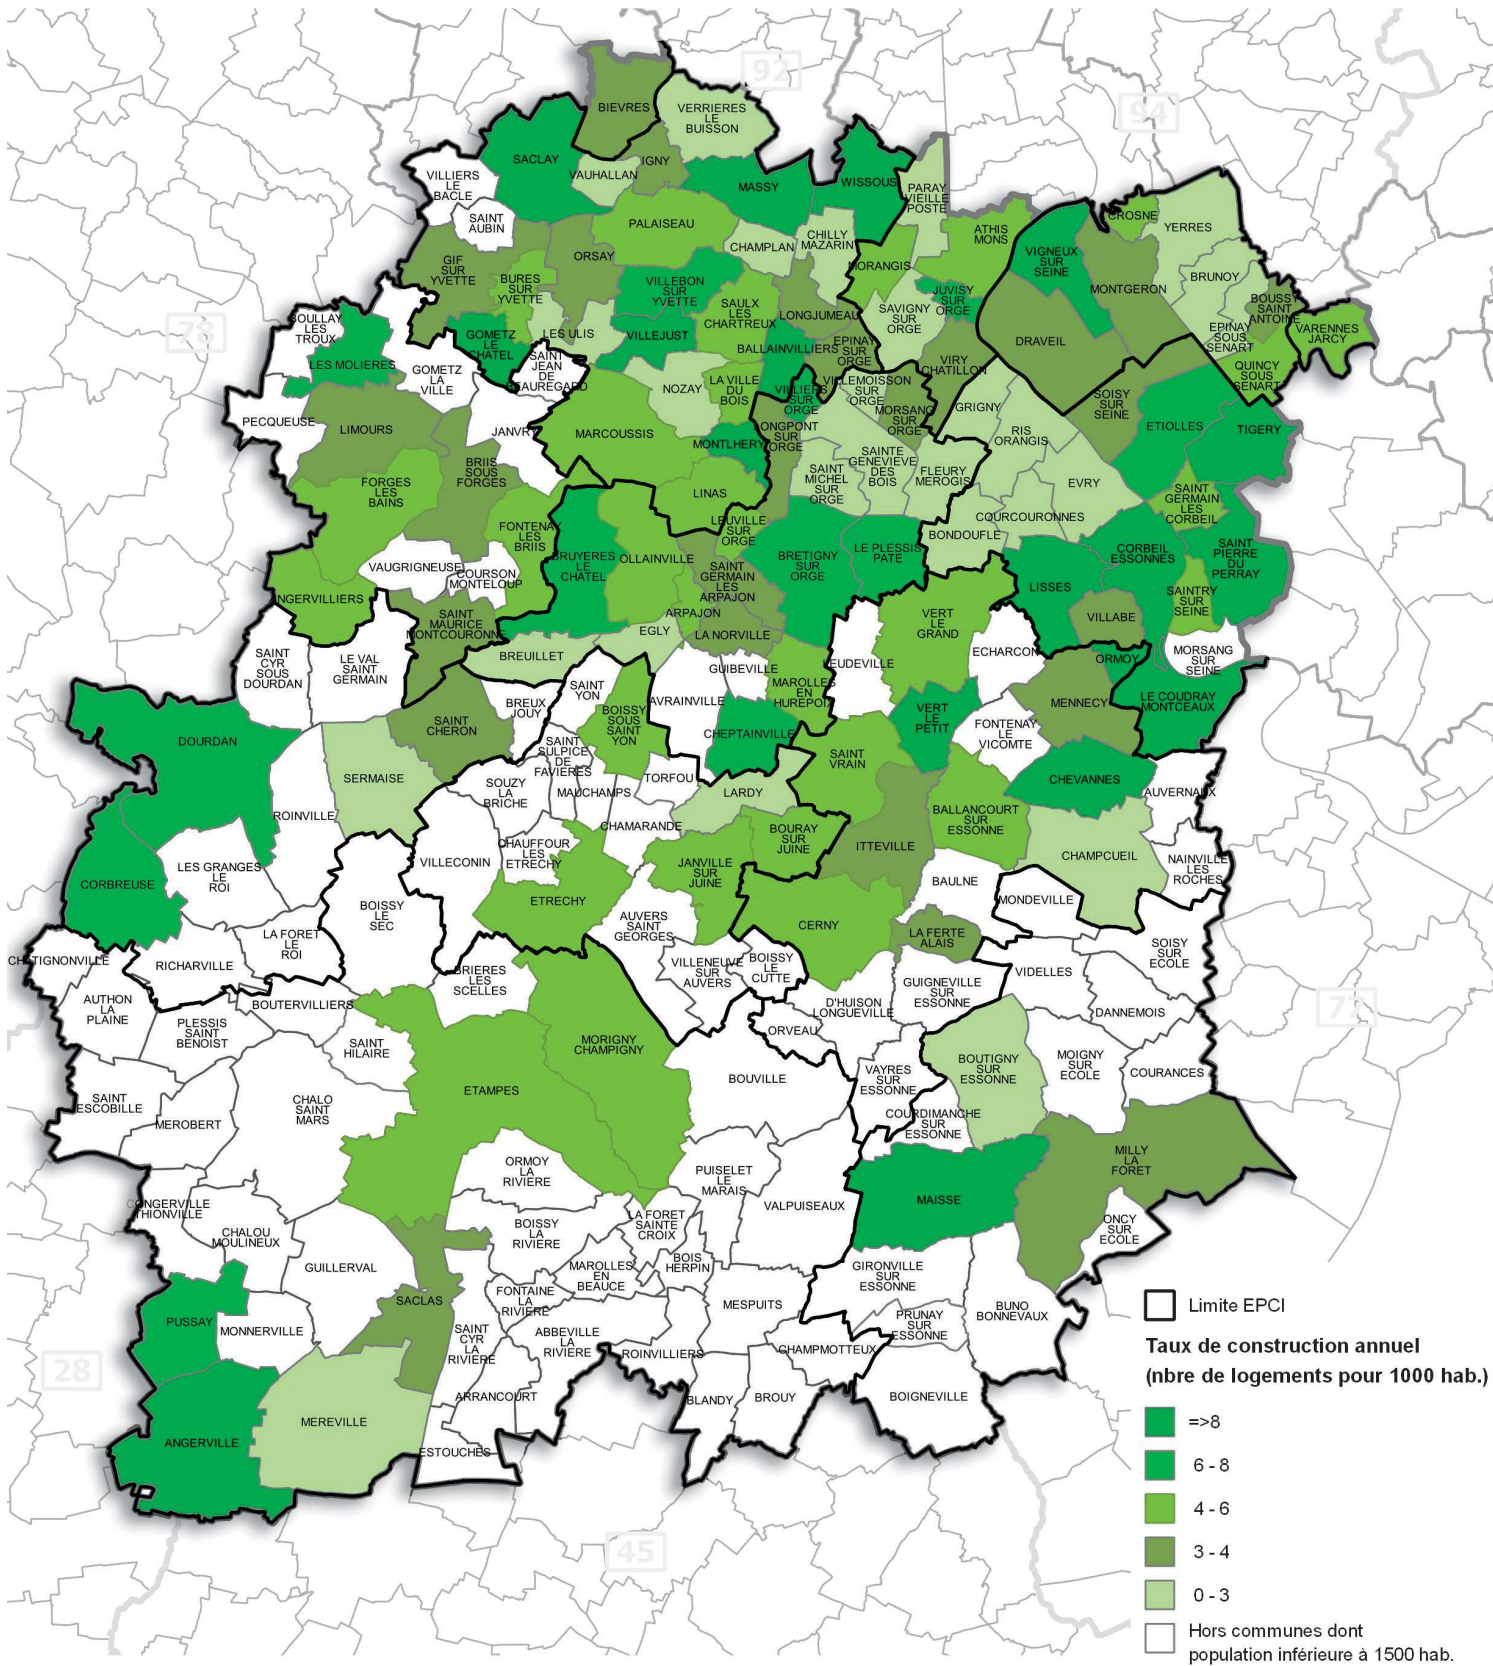 92
94
BIEVRES
VERRIERES
LE
BUISSON
SACLAY
IGNY
VAUHALLAN
MASSY
WISSOUS
VILLIERS
LE
BACLE
PARAY
VIEILLE
POSTE
SAINT
AUBIN
PALAISEAU
CHAMPLAN
CHILLY
MAZARIN
ATHIS
MONS
CROSNE
YERRES
VIGNEUX
SUR
SEINE
GIF
SUR
YVETTE
ORSAY
BURES
SUR
YVETTE
VILLEBON
SUR
YVETTE
MORANGIS
MONTGERON
BRUNOY
JUVISY
SUR
ORGE
SAVIGNY
SUR
ORGE
BOUSSY
SAINT
ANTOINE
SAULX
LES
CHARTREUX
LONGJUMEAU
78
BOULLAY
LES
TROUX
LES MOLIERES
GOMETZ
LE
CHATEL
LES ULIS
VILLEJUST
BALLAINVILLIERS
EPINAY
SUR
ORGE
DRAVEIL
EPINAY
SOUS
SENART
VARENNES
JARCY
SAINT
JEAN
DE
BEAUREGARD
VIRY
CHATILLON
QUINCY
SOUS
SENART
GOMETZ
LA
VILLE
NOZAY
LA VILLE
DU
BOIS
VILLIERS
SUR
ORGE
VILLEMOISSON
SUR
ORGE
MORSANG
SUR
ORGE
GRIGNY
SOISY
SUR
SEINE
ETIOLLES
TIGERY
PECQUEUSE
LIMOURS
JANVRY
MARCOUSSIS
MONTLHERY
LONGPONT
SUR
ORGE
RIS
ORANGIS
BRIIS
SOUS
FORGES
SAINT
MICHEL
SUR
ORGE
SAINTE
GENEVIEVE
DES
BOIS
FLEURY
MEROGIS
EVRY
FORGES
LES
BAINS
LINAS
SAINT
GERMAIN
LES
CORBEIL
COURCOURONNES
BONDOUFLE
FONTENAY
LES
BRIIS
LEUVILLE
SUR
ORGE
BRUYERES
LE
CHATEL
OLLAINVILLE
BRETIGNY
SUR
ORGE
LE PLESSIS
PATE
CORBEIL
ESSONNES
SAINT
PIERRE
DU
PERRAY
VAUGRIGNEUSE
COURSON
MONTELOUP
SAINT
GERMAIN
LES
ARPAJON
LISSES
SAINTRY
SUR
SEINE
ANGERVILLIERS
ARPAJON
VILLABE
SAINT
MAURICE
MONTCOURONNE
EGLY
LA NORVILLE
VERT
LE
GRAND
BREUILLET
ECHARCON
ORMOY
MORSANG
SUR
SEINE
SAINT
CYR
SOUS
DOURDAN
LE VAL
SAINT
GERMAIN
GUIBEVILLE
LEUDEVILLE
SAINT
YON
AVRAINVILLE
MAROLLES
EN
HUREPOIX
BREUX
JOUY
BOISSY
SOUS
SAINT
YON
MENNECY
LE COUDRAY
MONTCEAUX
VERT
LE
PETIT
SAINT
CHERON
FONTENAY
LE
VICOMTE
CHEPTAINVILLE
DOURDAN
SAINT
SULPICE
DE
FAVIERES
SAINT
VRAIN
SERMAISE
TORFOU
CHEVANNES
SOUZY
LA
BRICHE
MAUCHAMPS
LARDY
AUVERNAUX
ROINVILLE
CHAMARANDE
BALLANCOURT
SUR
ESSONNE
BOURAY
SUR
JUINE
ITTEVILLE
CHAUFFOUR
LES
ETRECHY
VILLECONIN
CHAMPCUEIL
NAINVILLE
LES
ROCHES
LES GRANGES
LE
ROI
JANVILLE
SUR
JUINE
CORBREUSE
BAULNE
ETRECHY
MONDEVILLE
BOISSY
LE
SEC
AUVERS
SAINT
GEORGES
CERNY
LA FERTE
ALAIS
LA FORET
LE
ROI
SOISY
SUR
ECOLE
CHATIGNONVILLE
RICHARVILLE
BRIERES
LES
SCELLES
VILLENEUVE
SUR
AUVERS
BOISSY
LE
CUTTE
VIDELLES
GUIGNEVILLE
SUR
ESSONNE
AUTHON
LA
PLAINE
BOUTERVILLIERS
D'HUISON
LONGUEVILLE
DANNEMOIS
77
PLESSIS
SAINT
BENOIST
SAINT
HILAIRE
ORVEAU
MORIGNY
CHAMPIGNY
BOUTIGNY
SUR
ESSONNE
MOIGNY
SUR
ECOLE
COURANCES
VAYRES
SUR
ESSONNE
BOUVILLE
ETAMPES
SAINT
ESCOBILLE
MEROBERT
CHALO
SAINT
MARS
COURDIMANCHE
SUR
ESSONNE
MILLY
LA
FORET
ORMOY
LA
RIVIERE
PUISELET
LE
MARAIS
MAISSE
VALPUISEAUX
CONGERVILLE
THIONVILLE
CHALOU
MOULINEUX
BOISSY
LA
RIVIERE
LA FORET
SAINTE
CROIX
ONCY
SUR
ECOLE
GUILLERVAL
MAROLLES
EN
BEAUCE
BOIS
HERPIN
GIRONVILLE
SUR
ESSONNE
SACLAS
FONTAINE
LA
RIVIERE
MESPUITS
BUNO
BONNEVAUX
PUSSAY
MONNERVILLE
PRUNAY
SUR
ESSONNE
SAINT
CYR
LA
RIVIERE
ABBEVILLE
LA
RIVIERE
ROINVILLIERS
CHAMPMOTTEUX
28
ARRANCOURT
BLANDY
BROUY
BOIGNEVILLE
MEREVILLE
ANGERVILLE
ESTOUCHES
45
Limite EPCI
Taux de construction annuel
(nbre de logements pour 1000 hab.)
=>8
6 - 8
4 - 6
3 - 4
0 - 3
Hors communes dont
population inférieure à 1500 hab.